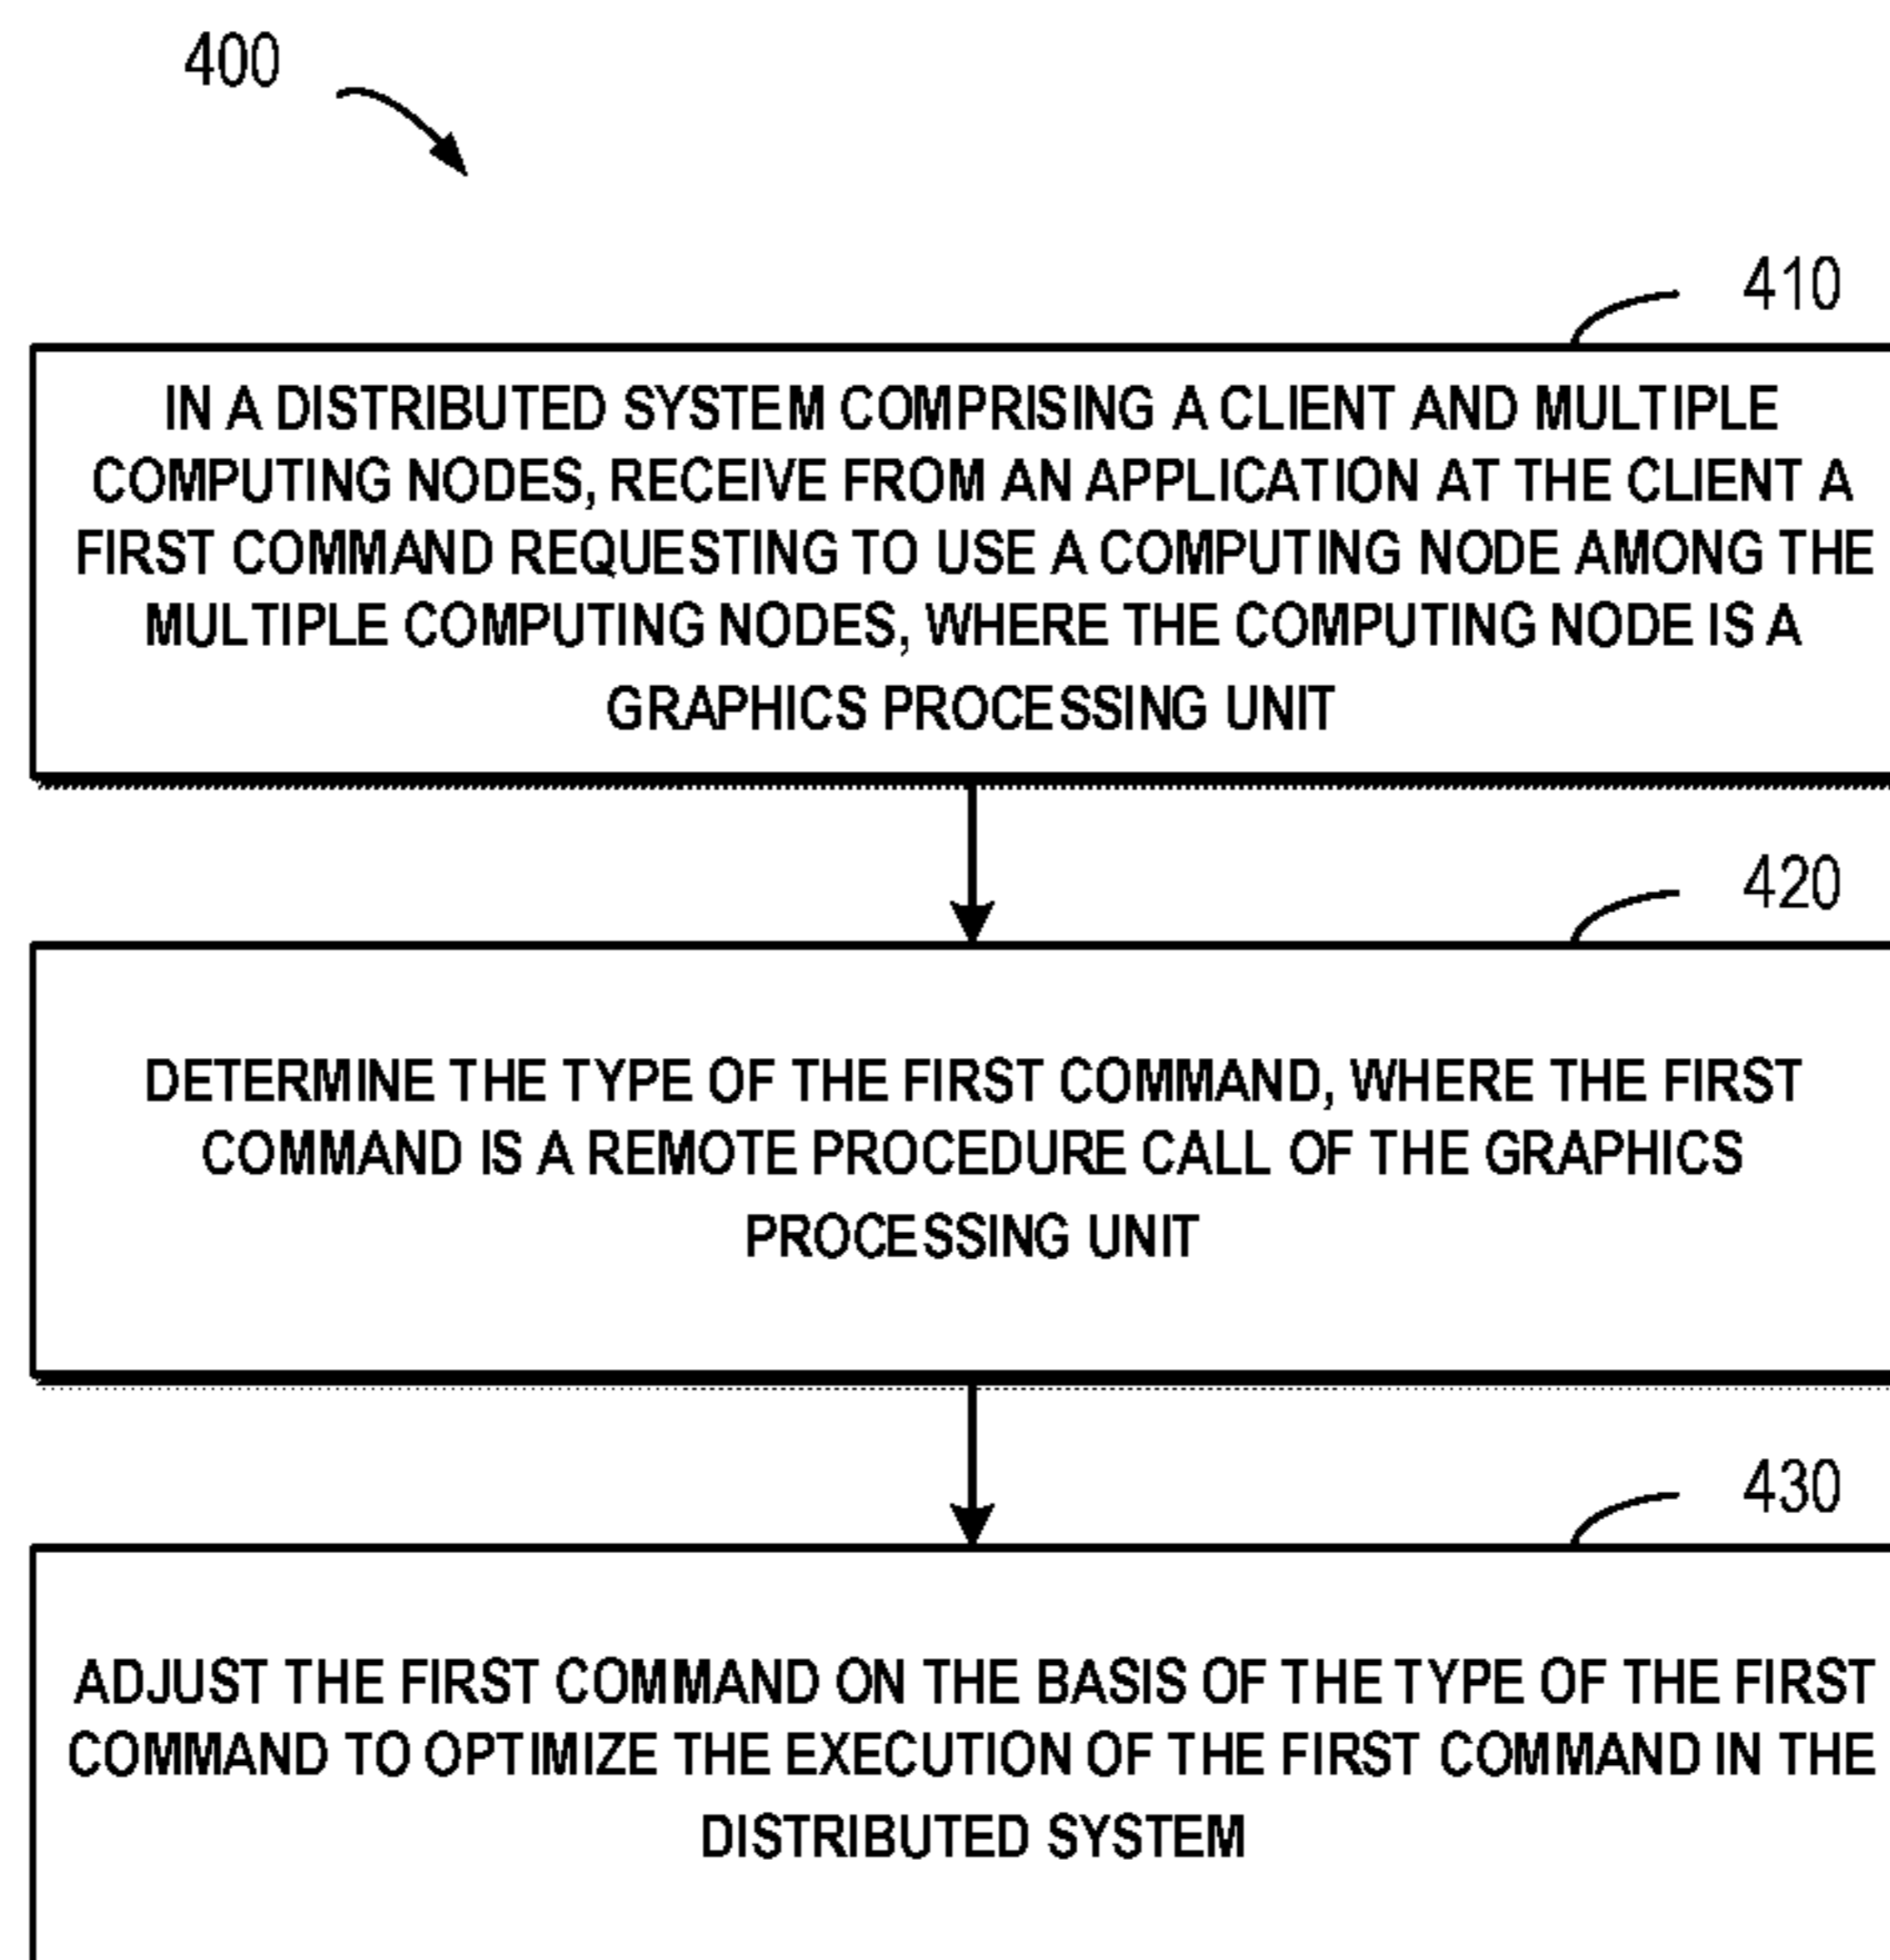 400
410
IN A DISTRIBUTED SYSTEM COMPRISING A CLIENT AND MULTIPLE
COMPUTING NODES, RECEIVE FROM AN APPLICATION AT THE CLIENT A
FIRST COMMAND REQUESTING TO USE A COMPUTING NODE AMONG THE
MULTIPLE COMPUTING NODES, WHERE THE COMPUTING NODE IS A
GRAPHICS PROCESSING UNIT
420
DETERMINE THE TYPE OF THE FIRST COMMAND, WHERE THE FIRST
COMMAND IS A REMOTE PROCEDURE CALL OF THE GRAPHICS
PROCESSING UNIT
430
ADJUST THE FIRST COMMAND ON THE BASIS OF THE TYPE OF THE FIRST
COMMAND TO OPTIMIZE THE EXECUTION OF THE FIRST COMMAND IN THE
DISTRIBUTED SYSTEM